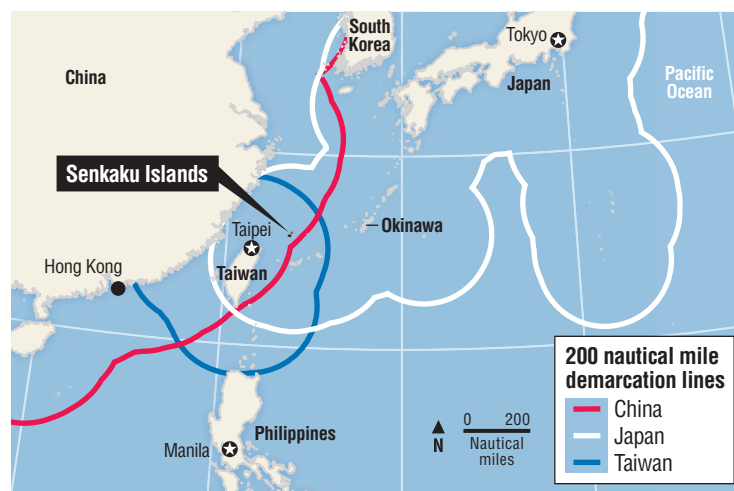 South
Korea
Tokyo
China
Japan
Pacific
Ocean
Senkaku Islands
Taipei
Okinawa
Hong Kong
Taiwan
200 nautical mile
demarcation lines
China
Japan
Taiwan
0 200
N
Nautical
miles
Philippines
Manila